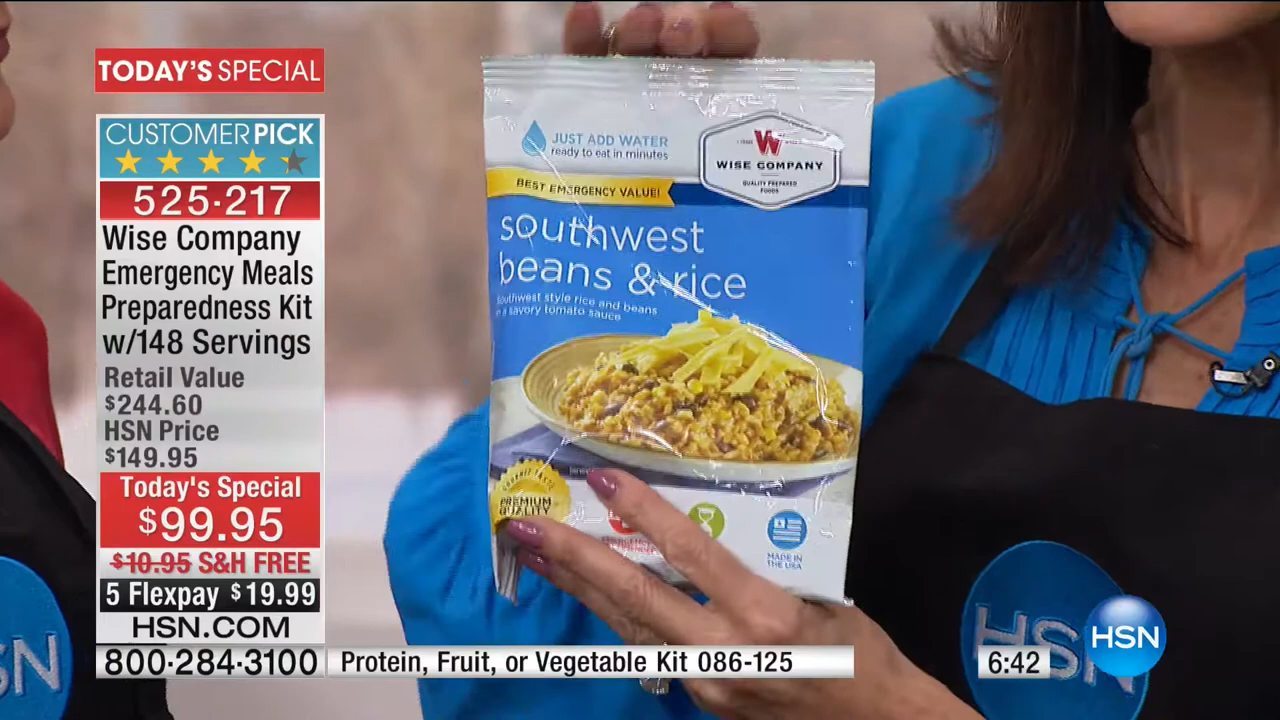 TODAY'S SPECIAL
CUSTOMER PICK
525-217
Wise Company
Emergency Meals
Preparedness Kit
w/148 Servings
Retail Value
$244.60
HSN Price
$149.95
Today's Special
$99.95
$10.95 S&H FREE
5 Flexpay $19.99
HSN.COM
800-284-3100
Protein, Fruit, or Vegetable Kit 086-125
JUST ADD WATER
ready to eat in minutes
W
WISE COMPANY
QUALITY PREPARED
FOODS
BEST EMERGENCY VALUE!
southwest
beans & rice
southwest style rice and beans
in a savory tomato sauce
PREMIUM
QUALITY
MADE IN
THE USA
HSN
HSN
HSN
6:42